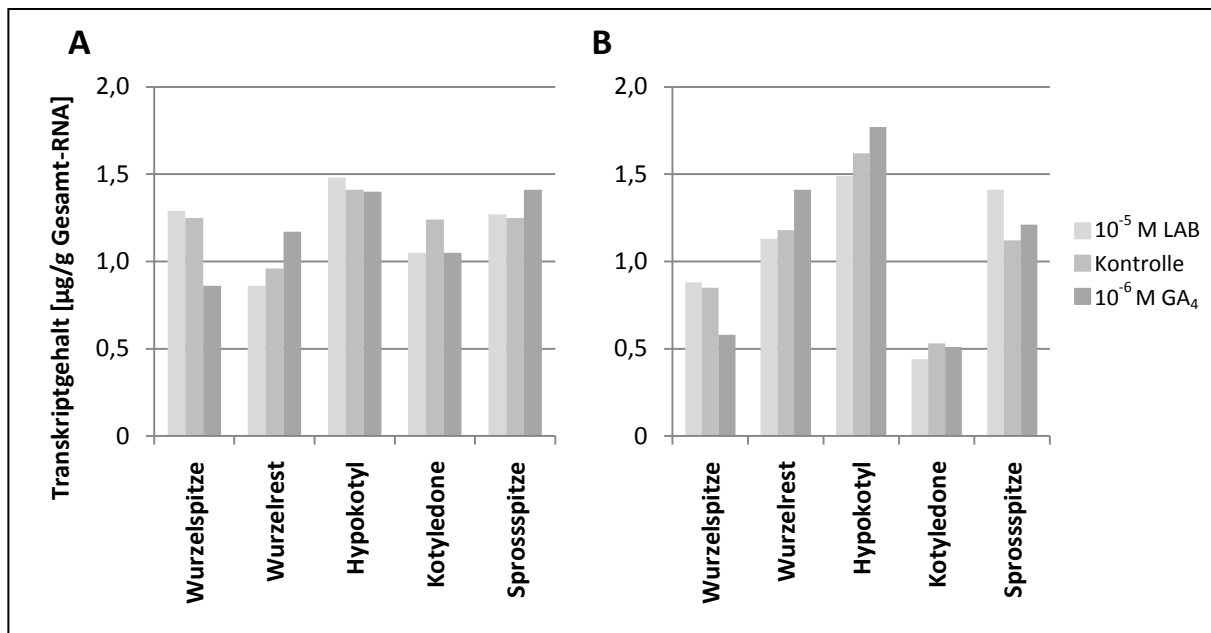 A
B
Transkriptgehalt [µg/g Gesamt-RNA]
2,0
1,5
1,0
0,5
0
Wurzelspitze
Wurzelrest
Hypokotyl
Kotyledone
Sprossspitze
2,0
1,5
1,0
0,5
0
Wurzelspitze
Wurzelrest
Hypokotyl
Kotyledone
Sprossspitze
10⁻⁵ M LAB
Kontrolle
10⁻⁶ M GA₄